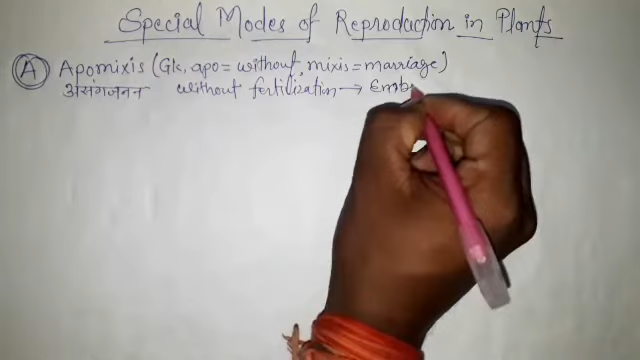 Special Modes of Reproduction in Plants
A Apomixis (Gk, apo = without, mixis = marriage)
असंगजनन without fertilization → Emb